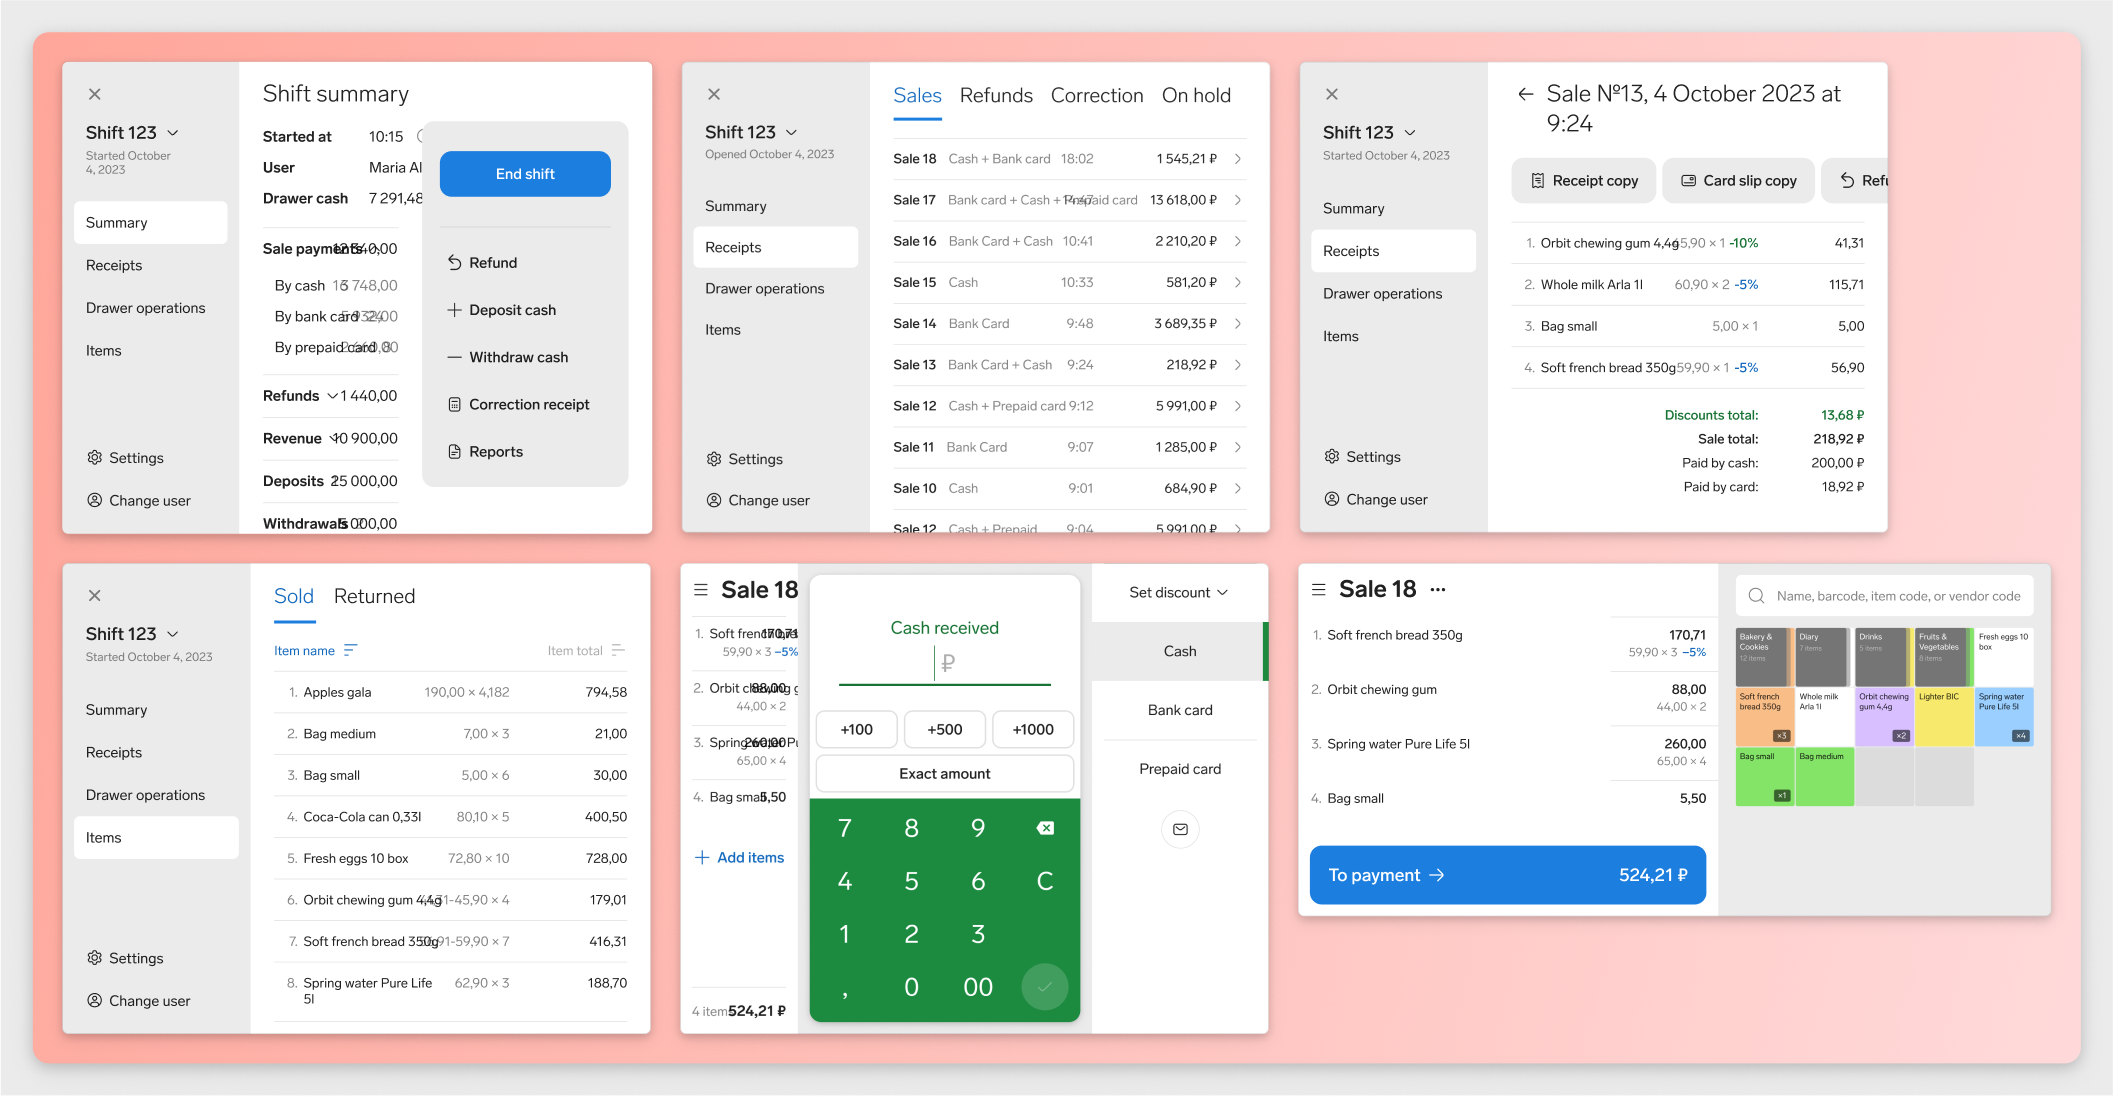 Shift 123
Started October
4, 2023
Summary
Receipts
Drawer operations
Items
Settings
Change user
Shift summary
Started at 10:15
User Maria Al
Drawer cash 7 291,48
Sale payments
By cash
By bank card
By prepaid card
Refunds 1 440,00
Revenue 10 900,00
Deposits
Withdrawals
End shift
Refund
Deposit cash
Withdraw cash
Correction receipt
Reports
Shift 123
Opened October 4, 2023
Summary
Receipts
Drawer operations
Items
Settings
Change user
Sales Refunds Correction On hold
Sale 18 Cash + Bank card 18:02 1 545,21 ₽
Sale 17 Bank card + Cash + Prepaid card 13 618,00 ₽
Sale 16 Bank Card + Cash 10:41 2 210,20 ₽
Sale 15 Cash 10:33 581,20 ₽
Sale 14 Bank Card 9:48 3 689,35 ₽
Sale 13 Bank Card + Cash 9:24 218,92 ₽
Sale 12 Cash + Prepaid card 9:12 5 991,00 ₽
Sale 11 Bank Card 9:07 1 285,00 ₽
Sale 10 Cash 9:01 684,90 ₽
Sale 12 Cash + Prepaid 9:04 5 991,00 ₽
Shift 123
Started October 4, 2023
Summary
Receipts
Drawer operations
Items
Settings
Change user
Sale №13, 4 October 2023 at
9:24
Receipt copy Card slip copy Refu
1. Orbit chewing gum 4,4g 45,90 × 1 -10% 41,31
2. Whole milk Arla 1l 60,90 × 2 -5% 115,71
3. Bag small 5,00 × 1 5,00
4. Soft french bread 350g 59,90 × 1 -5% 56,90
Discounts total: 13,68 ₽
Sale total: 218,92 ₽
Paid by cash: 200,00 ₽
Paid by card: 18,92 ₽
Shift 123
Started October 4, 2023
Summary
Receipts
Drawer operations
Items
Settings
Change user
Sold Returned
Item name Item total
1. Apples gala 190,00 × 4,182 794,58
2. Bag medium 7,00 × 3 21,00
3. Bag small 5,00 × 6 30,00
4. Coca-Cola can 0,33l 80,10 × 5 400,50
5. Fresh eggs 10 box 72,80 × 10 728,00
6. Orbit chewing gum 4,4g -45,90 × 4 179,01
7. Soft french bread 350g -59,90 × 7 416,31
8. Spring water Pure Life 62,90 × 3 188,70
5l
Sale 18
1. Soft french 170,71
59,90 × 3 –5%
2. Orbit chewing g 88,00
44,00 × 2
3. Spring water Pu 260,00
65,00 × 4
4. Bag small 5,50
Add items
4 items 524,21 ₽
Cash received
₽
+100 +500 +1000
Exact amount
7 8 9
4 5 6 C
1 2 3
, 0 00
Set discount
Cash
Bank card
Prepaid card
Sale 18 ···
1. Soft french bread 350g 170,71
59,90 × 3 –5%
2. Orbit chewing gum 88,00
44,00 × 2
3. Spring water Pure Life 5l 260,00
65,00 × 4
4. Bag small 5,50
To payment 524,21 ₽
Name, barcode, item code, or vendor code
Bakery &
Cookies
12 items
Diary
7 items
Drinks
5 items
Fruits &
Vegetables
8 items
Fresh eggs 10
box
Soft french
bread 350g
×3
Whole milk
Arla 1l
Orbit chewing
gum 4,4g
×2
Lighter BIC
Spring water
Pure Life 5l
×4
Bag small
×1
Bag medium